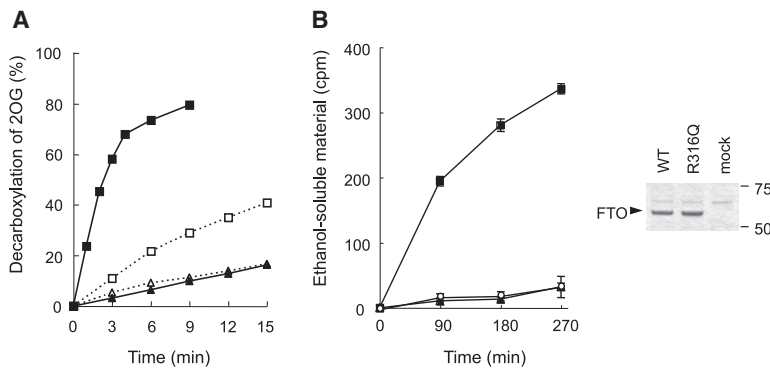 A
Decarboxylation of 2OG (%)
100
80
60
40
20
0
0 3 6 9 12 15
Time (min)
B
Ethanol-soluble material (cpm)
400
300
200
100
0
0 90 180 270
Time (min)
WT R316Q mock
FTO
75
50